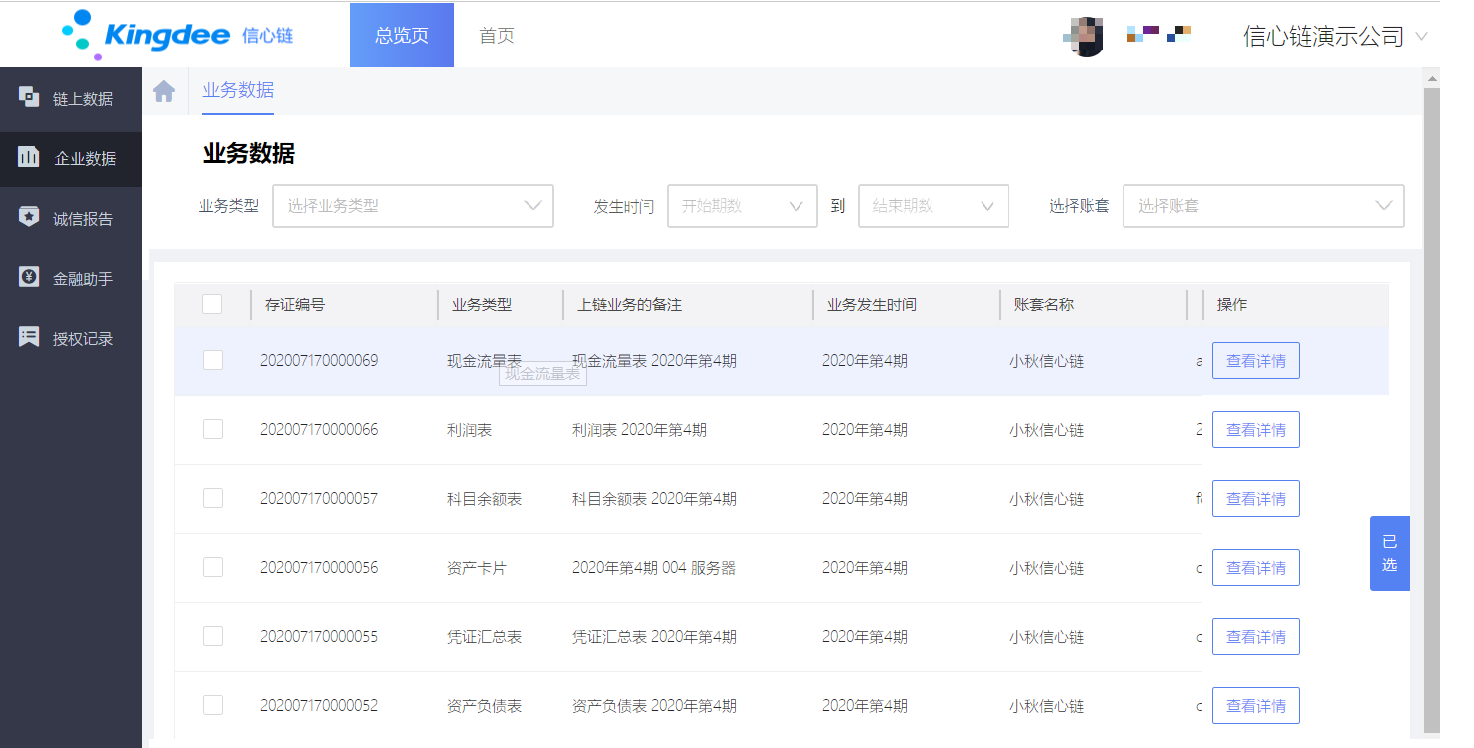 Kingdee 信心链 总览页 首页 信心链演示公司
链上数据
企业数据
诚信报告
金融助手
授权记录
业务数据
业务数据
业务类型 选择业务类型 发生时间 开始期数 到 结束期数 选择账套 选择账套
存证编号 业务类型 上链业务的备注 业务发生时间 账套名称 操作
202007170000069 现金流量表 现金流量表 2020年第4期 2020年第4期 小秋信心链 a 查看详情
现金流量表
202007170000066 利润表 利润表 2020年第4期 2020年第4期 小秋信心链 2 查看详情
202007170000057 科目余额表 科目余额表 2020年第4期 2020年第4期 小秋信心链 查看详情
202007170000056 资产卡片 2020年第4期 004 服务器 2020年第4期 小秋信心链 c 查看详情
202007170000055 凭证汇总表 凭证汇总表 2020年第4期 2020年第4期 小秋信心链 c 查看详情
202007170000052 资产负债表 资产负债表 2020年第4期 2020年第4期 小秋信心链 c 查看详情
已
选